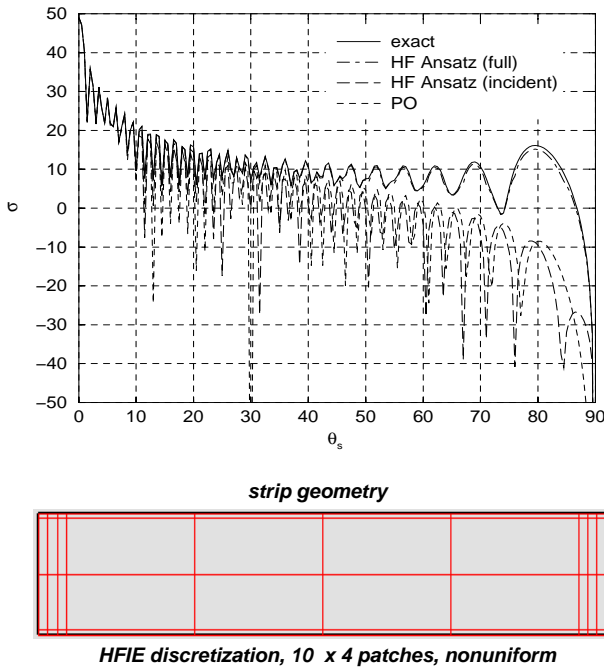 50
40
30
20
10
0
−10
−20
−30
−40
−50
σ
exact
HF Ansatz (full)
HF Ansatz (incident)
PO
0 10 20 30 40 50 60 70 80 90
θs
strip geometry
HFIE discretization, 10 x 4 patches, nonuniform